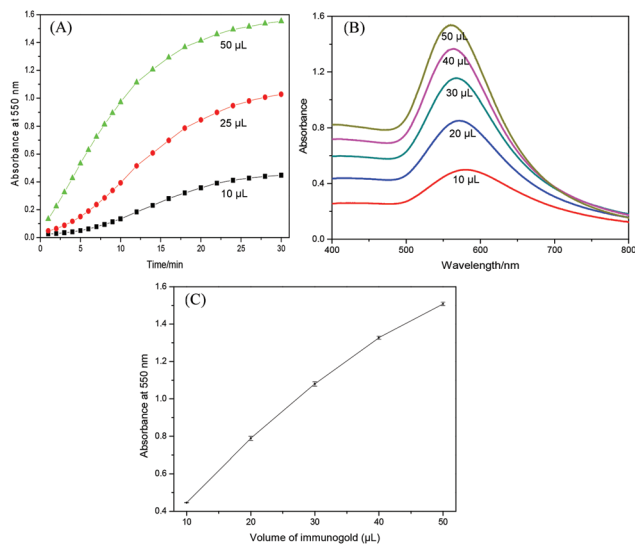 (A)
50 µL
25 µL
10 µL
Absorbance at 550 nm
1.6
1.4
1.2
1.0
0.8
0.6
0.4
0.2
0.0
0 5 10 15 20 25 30
Time/min
(B)
50 µL
40 µL
30 µL
20 µL
10 µL
Absorbance
1.6
1.2
0.8
0.4
0.0
400 500 600 700 800
Wavelength/nm
(C)
Absorbance at 550 nm
1.6
1.4
1.2
1.0
0.8
0.6
0.4
10 20 30 40 50
Volume of immunogold (µL)